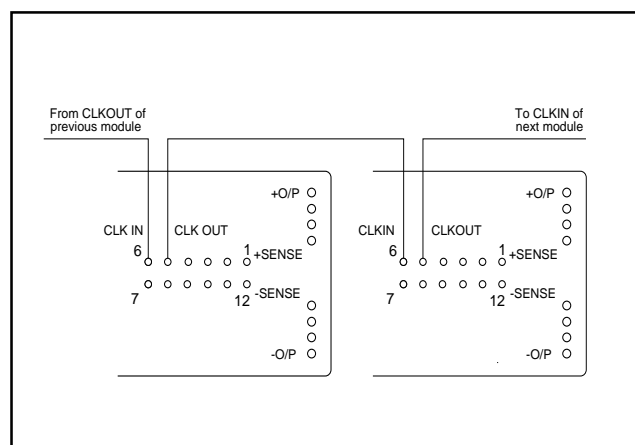 From CLKOUT of
previous module
To CLKIN of
next module
+O/P
CLK IN
CLK OUT
6
1
+SENSE
7
12
-SENSE
-O/P
+O/P
CLKIN
CLKOUT
6
1
+SENSE
7
12
-SENSE
-O/P